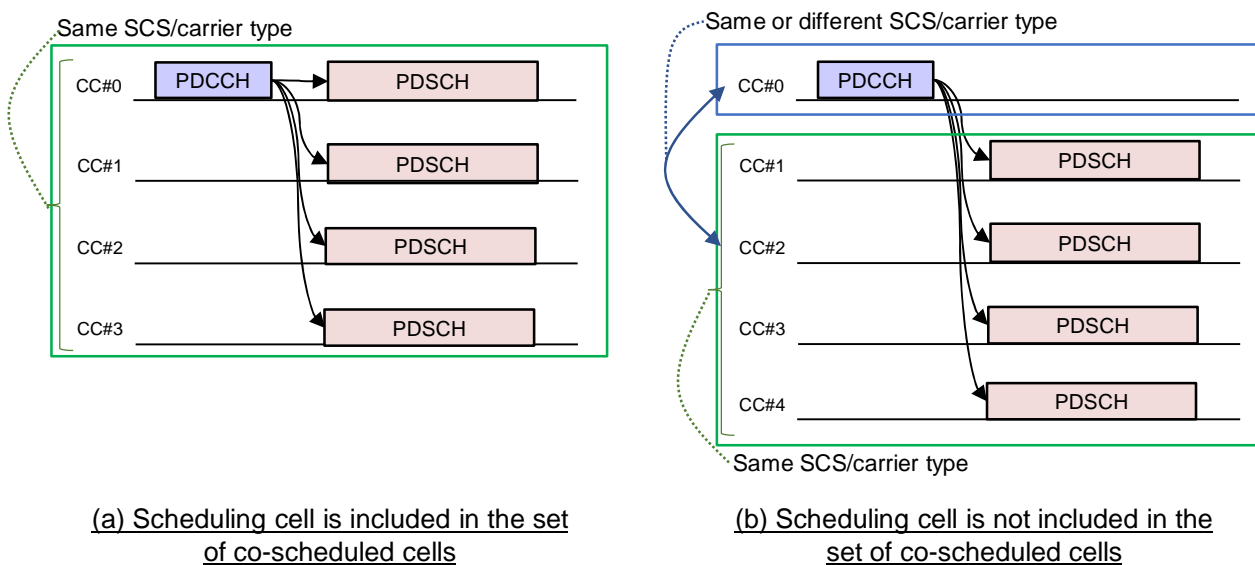 Same SCS/carrier type
CC#0
PDCCH
PDSCH
CC#1
PDSCH
CC#2
PDSCH
CC#3
PDSCH
(a) Scheduling cell is included in the set
of co-scheduled cells
Same or different SCS/carrier type
CC#0
PDCCH
CC#1
PDSCH
CC#2
PDSCH
CC#3
PDSCH
CC#4
PDSCH
Same SCS/carrier type
(b) Scheduling cell is not included in the
set of co-scheduled cells